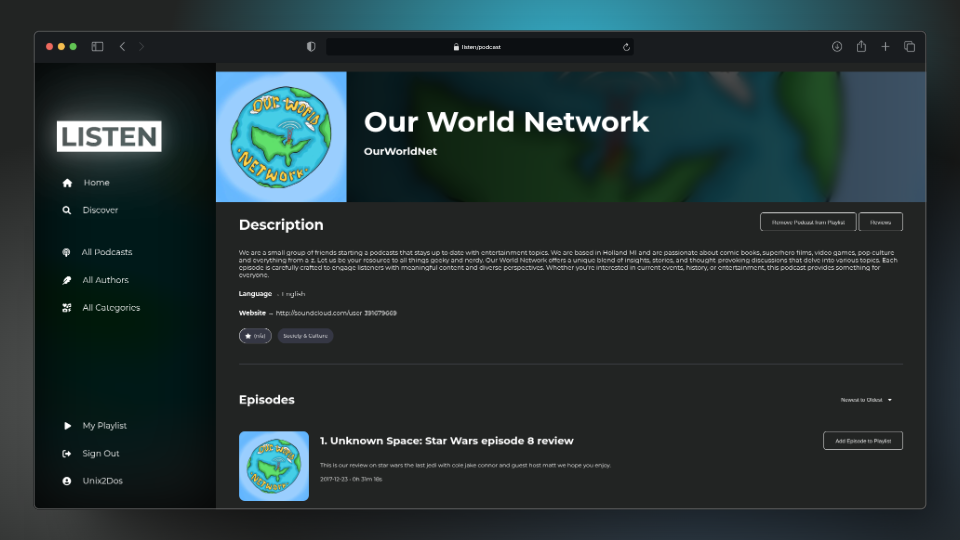 listen/podcast
LISTEN
Home
Discover
All Podcasts
All Authors
All Categories
My Playlist
Sign Out
Unix2Dos
OUR WORLD
NETWORK
Our World Network
OurWorldNet
Description
Remove Podcast from Playlist
Reviews
We are a small group of friends starting a podcasts that stays up to date with entertainment topics. We are based in Holland MI and are passionate about comic books, superhero films, video games, pop culture
and everything from a z. Let us be your resource to all things geeky and nerdy. Our World Network offers a unique blend of insights, stories, and thought provoking discussions that delve into various topics. Each
episode is carefully crafted to engage listeners with meaningful content and diverse perspectives. Whether you're interested in current events, history, or entertainment, this podcast provides something for
everyone.
Language - English
Website - http://soundcloud.com/user 391679669
Society & Culture
Episodes
Newest to Oldest
OUR WORLD
NETWORK
1. Unknown Space: Star Wars episode 8 review
Add Episode to Playlist
This is our review on star wars the last jedi with cole jake connor and guest host matt we hope you enjoy.
2017-12-23 - 0h 31m 18s